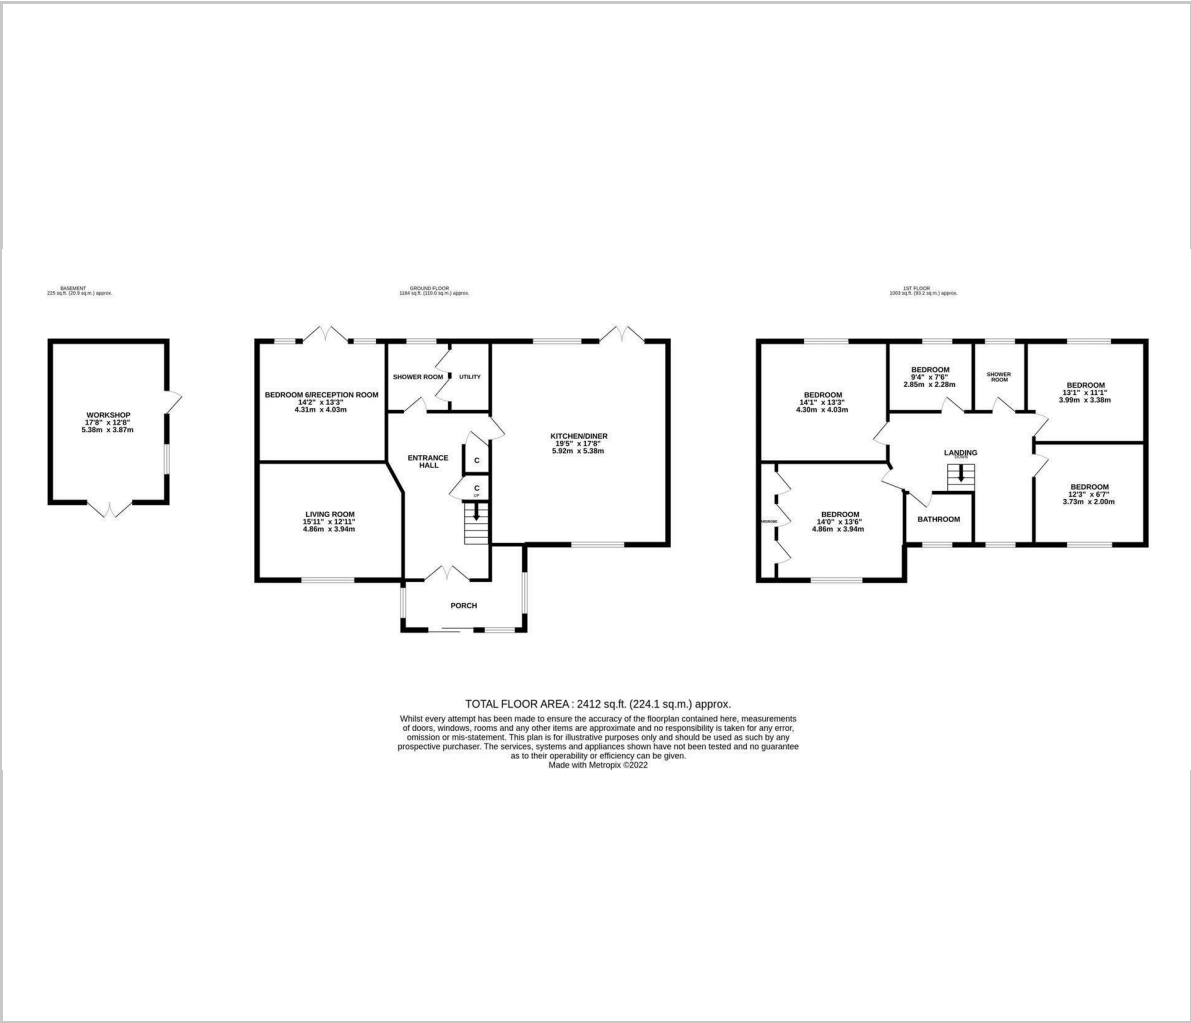 BASEMENT
225 sq.ft. (20.9 sq.m.) approx.
WORKSHOP
17'8" x 12'8"
5.38m x 3.87m
GROUND FLOOR
1184 sq.ft. (110.0 sq.m.) approx.
BEDROOM 6/RECEPTION ROOM
14'2" x 13'3"
4.31m x 4.03m
SHOWER ROOM
UTILITY
KITCHEN/DINER
19'5" x 17'8"
5.92m x 5.38m
ENTRANCE
HALL
C
C
UP
LIVING ROOM
15'11" x 12'11"
4.86m x 3.94m
PORCH
1ST FLOOR
1003 sq.ft. (93.2 sq.m.) approx.
BEDROOM
14'1" x 13'3"
4.30m x 4.03m
BEDROOM
9'4" x 7'6"
2.85m x 2.28m
SHOWER
ROOM
BEDROOM
13'1" x 11'1"
3.99m x 3.38m
LANDING
DOWN
BEDROOM
12'3" x 6'7"
3.73m x 2.00m
BEDROOM
14'0" x 13'6"
4.86m x 3.94m
BATHROOM
TOTAL FLOOR AREA : 2412 sq.ft. (224.1 sq.m.) approx.
Whilst every attempt has been made to ensure the accuracy of the floorplan contained here, measurements
of doors, windows, rooms and any other items are approximate and no responsibility is taken for any error,
omission or mis-statement. This plan is for illustrative purposes only and should be used as such by any
prospective purchaser. The services, systems and appliances shown have not been tested and no guarantee
as to their operability or efficiency can be given.
Made with Metropix ©2022